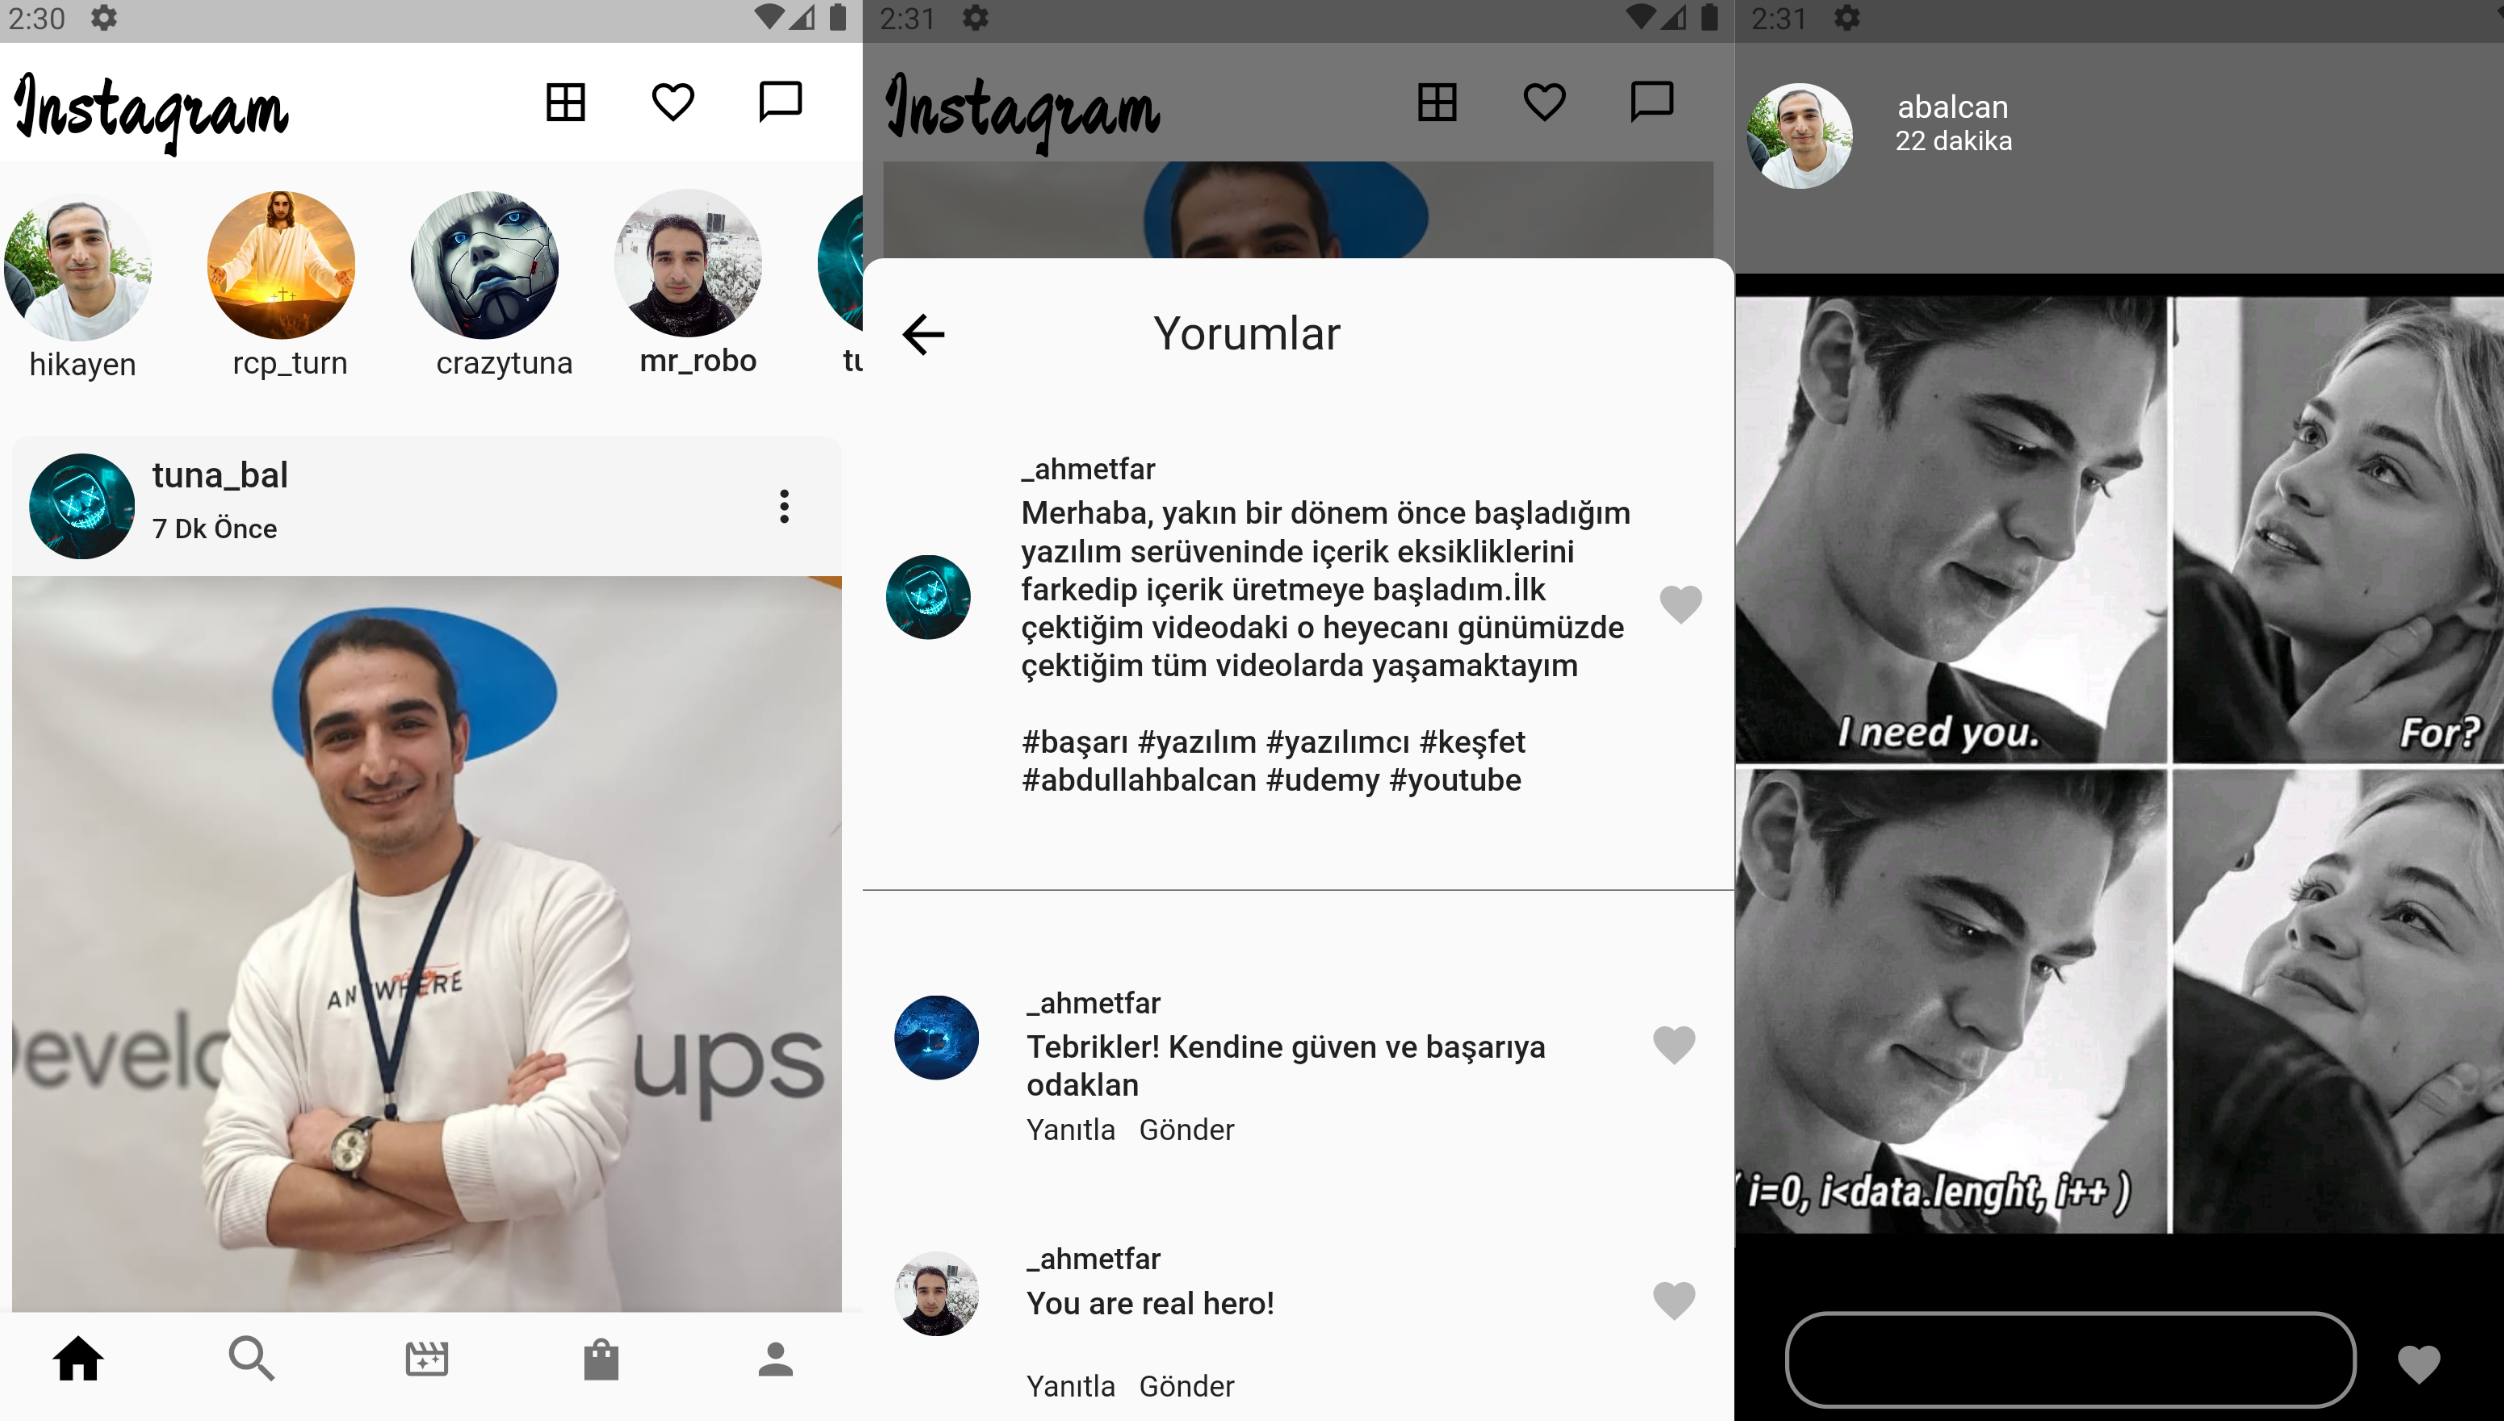 2:30
Instagram
hikayen
rcp_turn
crazytuna
mr_robo
tuna_bal
7 Dk Önce
ANYWHERE
ups
2:31
Instagram
Yorumlar
_ahmetfar
Merhaba, yakın bir dönem önce başladığım
yazılım serüveninde içerik eksikliklerini
farkedip içerik üretmeye başladım.İlk
çektiğim videodaki o heyecanı günümüzde
çektiğim tüm videolarda yaşamaktayım
#başarı #yazılım #yazılımcı #keşfet
#abdullahbalcan #udemy #youtube
_ahmetfar
Tebrikler! Kendine güven ve başarıya
odaklan
Yanıtla Gönder
_ahmetfar
You are real hero!
Yanıtla Gönder
2:31
abalcan
22 dakika
I need you.
For?
( i=0, i<data.lenght, i++ )